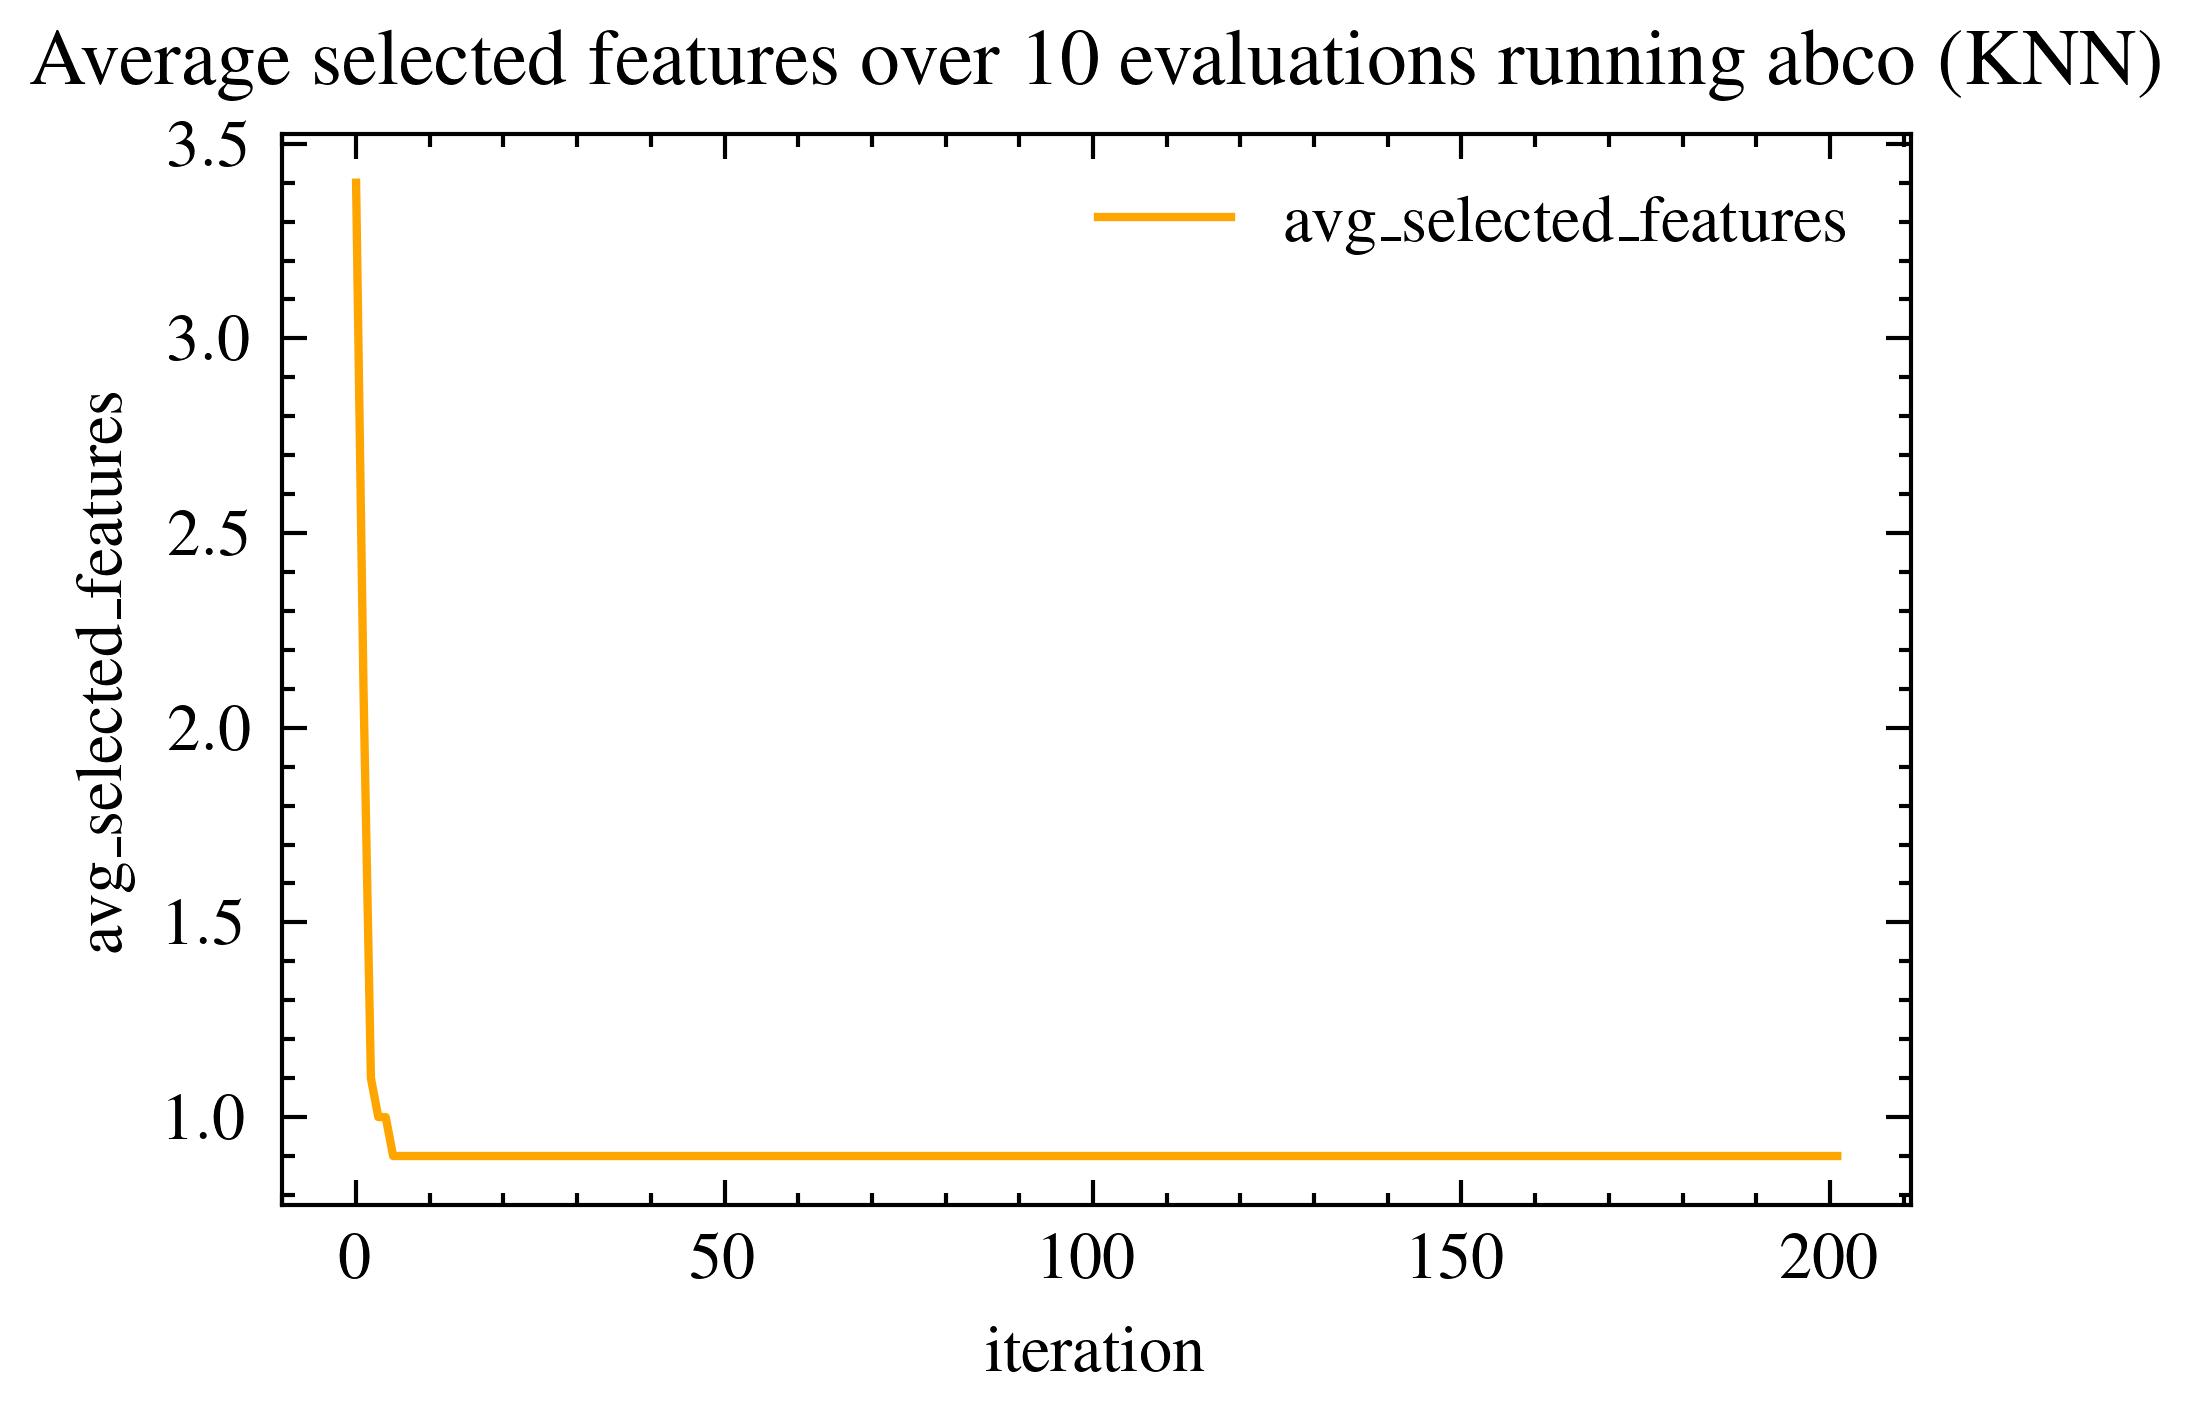 Average selected features over 10 evaluations running abco (KNN)
avg_selected_features
3.5
3.0
2.5
2.0
1.5
1.0
avg_selected_features
0 50 100 150 200
iteration